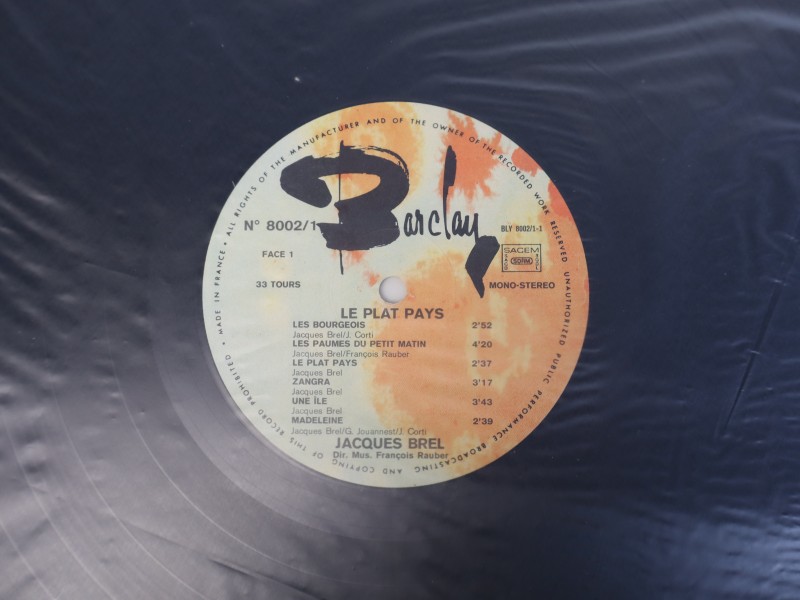 • MADE IN FRANCE • ALL RIGHTS OF THE MANUFACTURER AND OF THE OWNER OF THE RECORDED WORK RESERVED UNAUTHORIZED PUBLIC PERFORMANCE BROADCASTING AND COPYING OF THIS RECORD PROHIBITED
Barclay
N° 8002/1
BLY 8002/1-1
FACE 1
SACEM
SDRM
SACD
33 TOURS
MONO-STEREO
LE PLAT PAYS
LES BOURGEOIS 2'52
Jacques Brel/J. Corti
LES PAUMES DU PETIT MATIN 4'20
Jacques Brel/François Rauber
LE PLAT PAYS 2'37
Jacques Brel
ZANGRA 3'17
Jacques Brel
UNE ÎLE 3'43
Jacques Brel
MADELEINE 2'39
Jacques Brel/G. Jouannest/J. Corti
JACQUES BREL
Dir. Mus. François Rauber